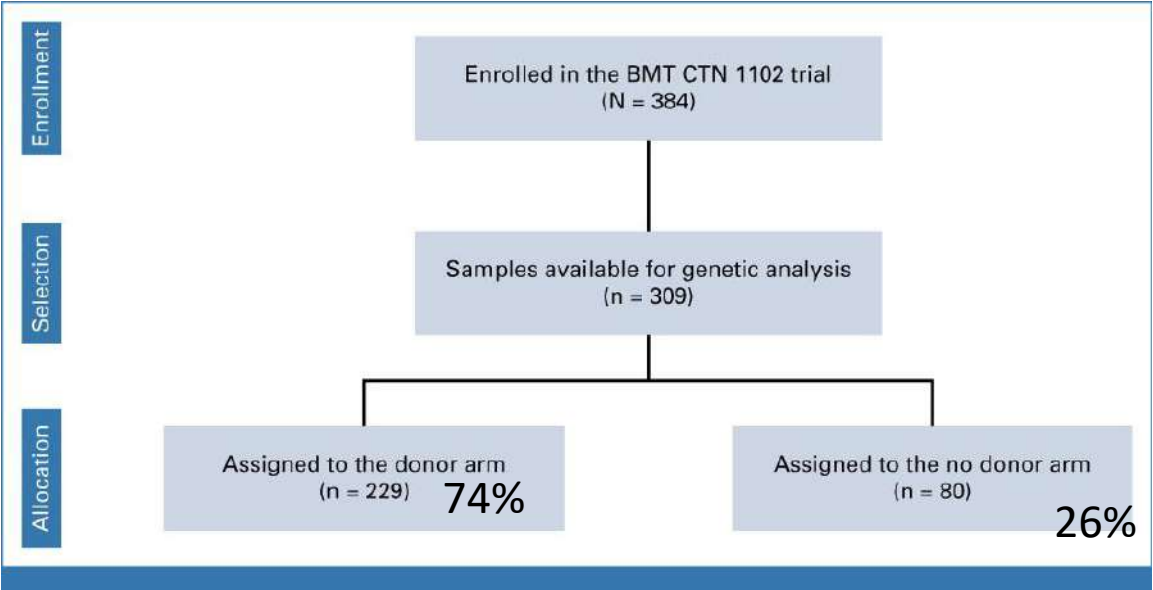 Enrollment
Enrolled in the BMT CTN 1102 trial
(N = 384)
Selection
Samples available for genetic analysis
(n = 309)
Allocation
Assigned to the donor arm
(n = 229) 74%
Assigned to the no donor arm
(n = 80)
26%